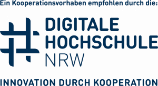 Ein Kooperationsvorhaben empfohlen durch die:
DIGITALE
HOCHSCHULE
NRW
INNOVATION DURCH KOOPERATION